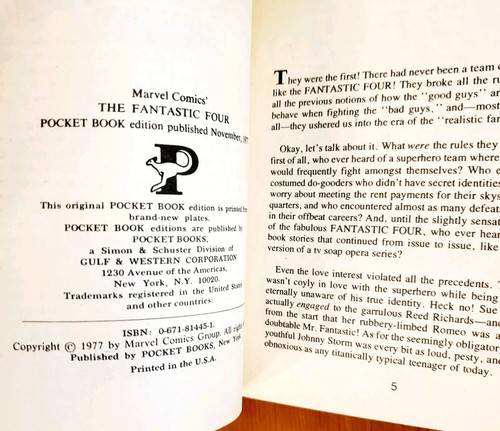 Marvel Comics'
THE FANTASTIC FOUR
POCKET BOOK edition published November,
P
This original POCKET BOOK edition is printed
brand-new plates.
POCKET BOOK editions are published by
POCKET BOOKS,
a Simon & Schuster Division of
GULF & WESTERN CORPORATION
1230 Avenue of the Americas,
New York, N.Y. 10020.
Trademarks registered in the United States
and other countries.
ISBN: 0-671-81445-1.
Copyright © 1977 by Marvel Comics Group. All rights
Published by POCKET BOOKS, New York
Printed in the U.S.A.
They were the first! There had never been a team
like the FANTASTIC FOUR! They broke all the
all the previous notions of how the "good guys"
behave when fighting the "bad guys," and—most
all—they ushered us into the era of the "realistic
Okay, let's talk about it. What were the rules they
first of all, who ever heard of a superhero team where
would frequently fight amongst themselves? Who
costumed do-gooders who didn't have secret identities
worry about meeting the rent payments for their
quarters, and who encountered almost as many
in their offbeat careers? And, until the slightly
of the fabulous FANTASTIC FOUR, who ever
book stories that continued from issue to issue, like
version of a tv soap opera series?
Even the love interest violated all the precedents.
wasn't coyly in love with the superhero while being
eternally unaware of his true identity. Heck no! Sue
actually engaged to the garrulous Reed Richards—and
from the start that her rubbery-limbed Romeo was
doubtable Mr. Fantastic! As for the seemingly
youthful Johnny Storm was every bit as loud, pesty, and
obnoxious as any titanically typical teenager of today.
5